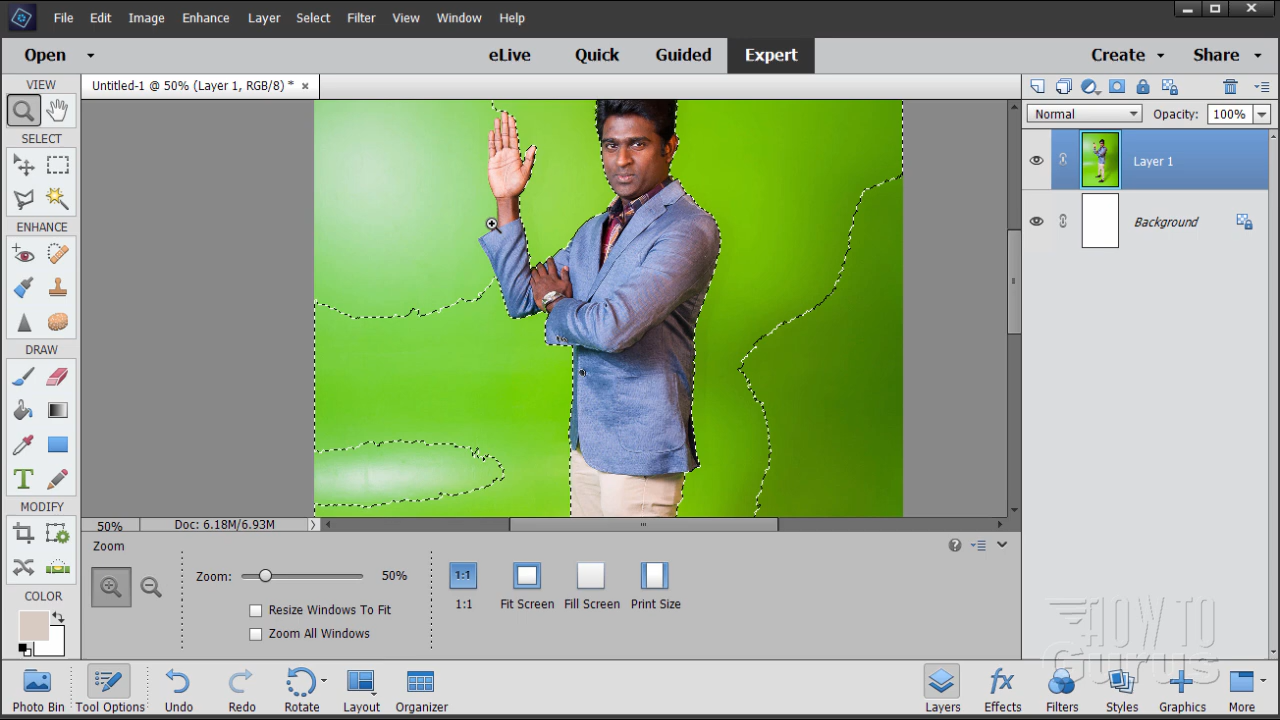 File Edit Image Enhance Layer Select Filter View Window Help
Open eLive Quick Guided Expert Create Share
VIEW
Untitled-1 @ 50% (Layer 1, RGB/8) * ×
Normal Opacity: 100%
SELECT
Layer 1
Background
ENHANCE
DRAW
T
MODIFY
50% Doc: 6.18M/6.93M
Zoom
Zoom: 50%
1:1
1:1 Fit Screen Fill Screen Print Size
Resize Windows To Fit
Zoom All Windows
COLOR
HOW TO
Gurus
Photo Bin Tool Options Undo Redo Rotate Layout Organizer Layers fx Effects Filters Styles Graphics More